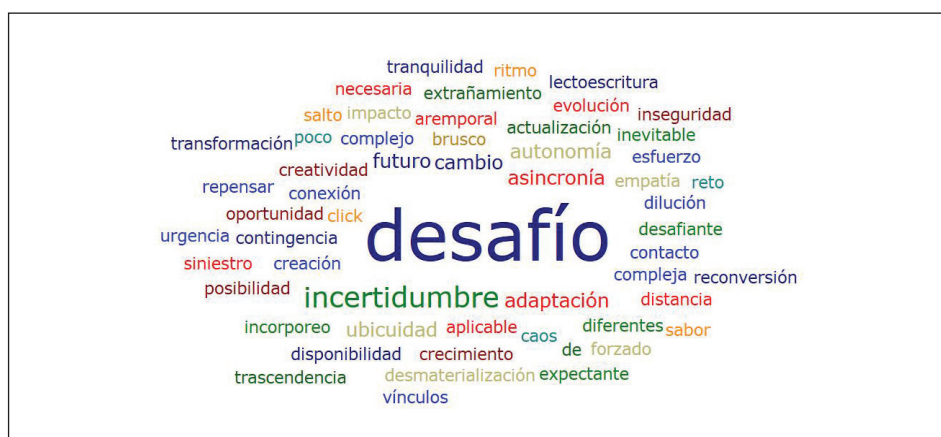 tranquilidad ritmo
lectoescritura
necesaria extrañamiento
evolución inseguridad
salto impacto aremporal
actualización inevitable
transformación poco complejo brusco
autonomía esfuerzo
creatividad futuro cambio
asincronía empatía reto
repensar conexión
dilución
oportunidad click
desafío
desafiante
urgencia contingencia
contacto
siniestro creación
compleja reconversión
posibilidad incertidumbre adaptación distancia
incorporeo ubicuidad aplicable caos diferentes sabor
disponibilidad crecimiento de forzado
trascendencia desmaterialización expectante
vínculos